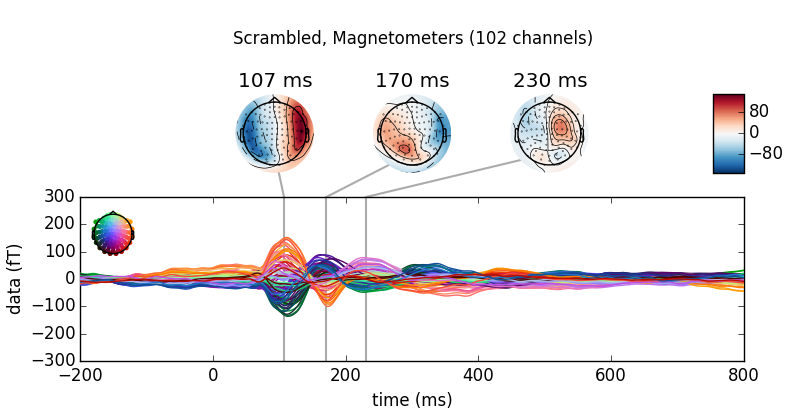 Scrambled, Magnetometers (102 channels)
107 ms 170 ms 230 ms
80
0
−80
300
200
100
0
−100
−200
−300
data (fT)
−200 0 200 400 600 800
time (ms)